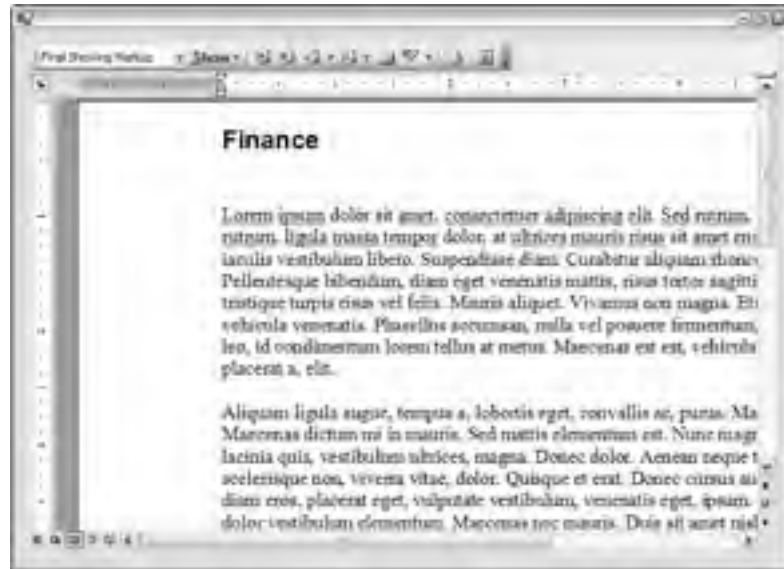 Final Showing Markup Show
Finance
Lorem ipsum dolor sit amet, consectetuer adipiscing elit. Sed rutrum,
rutrum, ligula massa tempor dolor, at ultrices mauris risus sit amet
iaculis vestibulum libero. Suspendisse diam. Curabitur aliquam
Pellentesque bibendum, diam eget venenatis mattis, risus tortor sagitti
tristique turpis risus vel felis. Mauris aliquet. Vivamus non magna. Eti
vehicula venenatis. Phasellus accumsan, nulla vel posuere fermentum,
leo, id condimentum lorem tellus at metus. Maecenas est est, vehicula
placerat a, elit.
Aliquam ligula augue, tempus a, lobortis eget, convallis ac, purus. Ma
Maecenas dictum mi in mauris. Sed mattis elementum est. Nunc magn
lacinia quis, vestibulum ultrices, magna. Donec dolor. Aenean neque t
scelerisque non, viverra vitae, dolor. Quisque et erat. Donec cursus
diam eros, placerat eget, vulputate vestibulum, venenatis eget, ipsum.
dolor vestibulum elementum. Maecenas nec mauris. Duis sit amet nisl